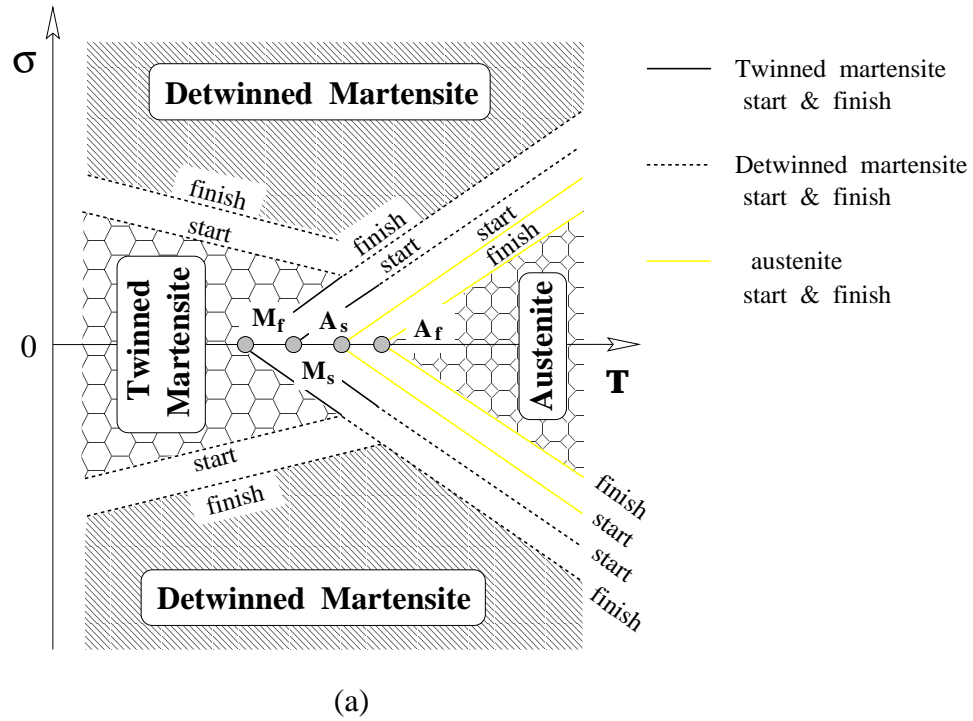 σ
Detwinned Martensite
finish
start
finish
start
start
finish
Twinned
Martensite
M_f
A_s
A_f
M_s
0
T
Austenite
start
finish
finish
start
start
finish
Detwinned Martensite
Twinned martensite
start & finish
Detwinned martensite
start & finish
austenite
start & finish
(a)